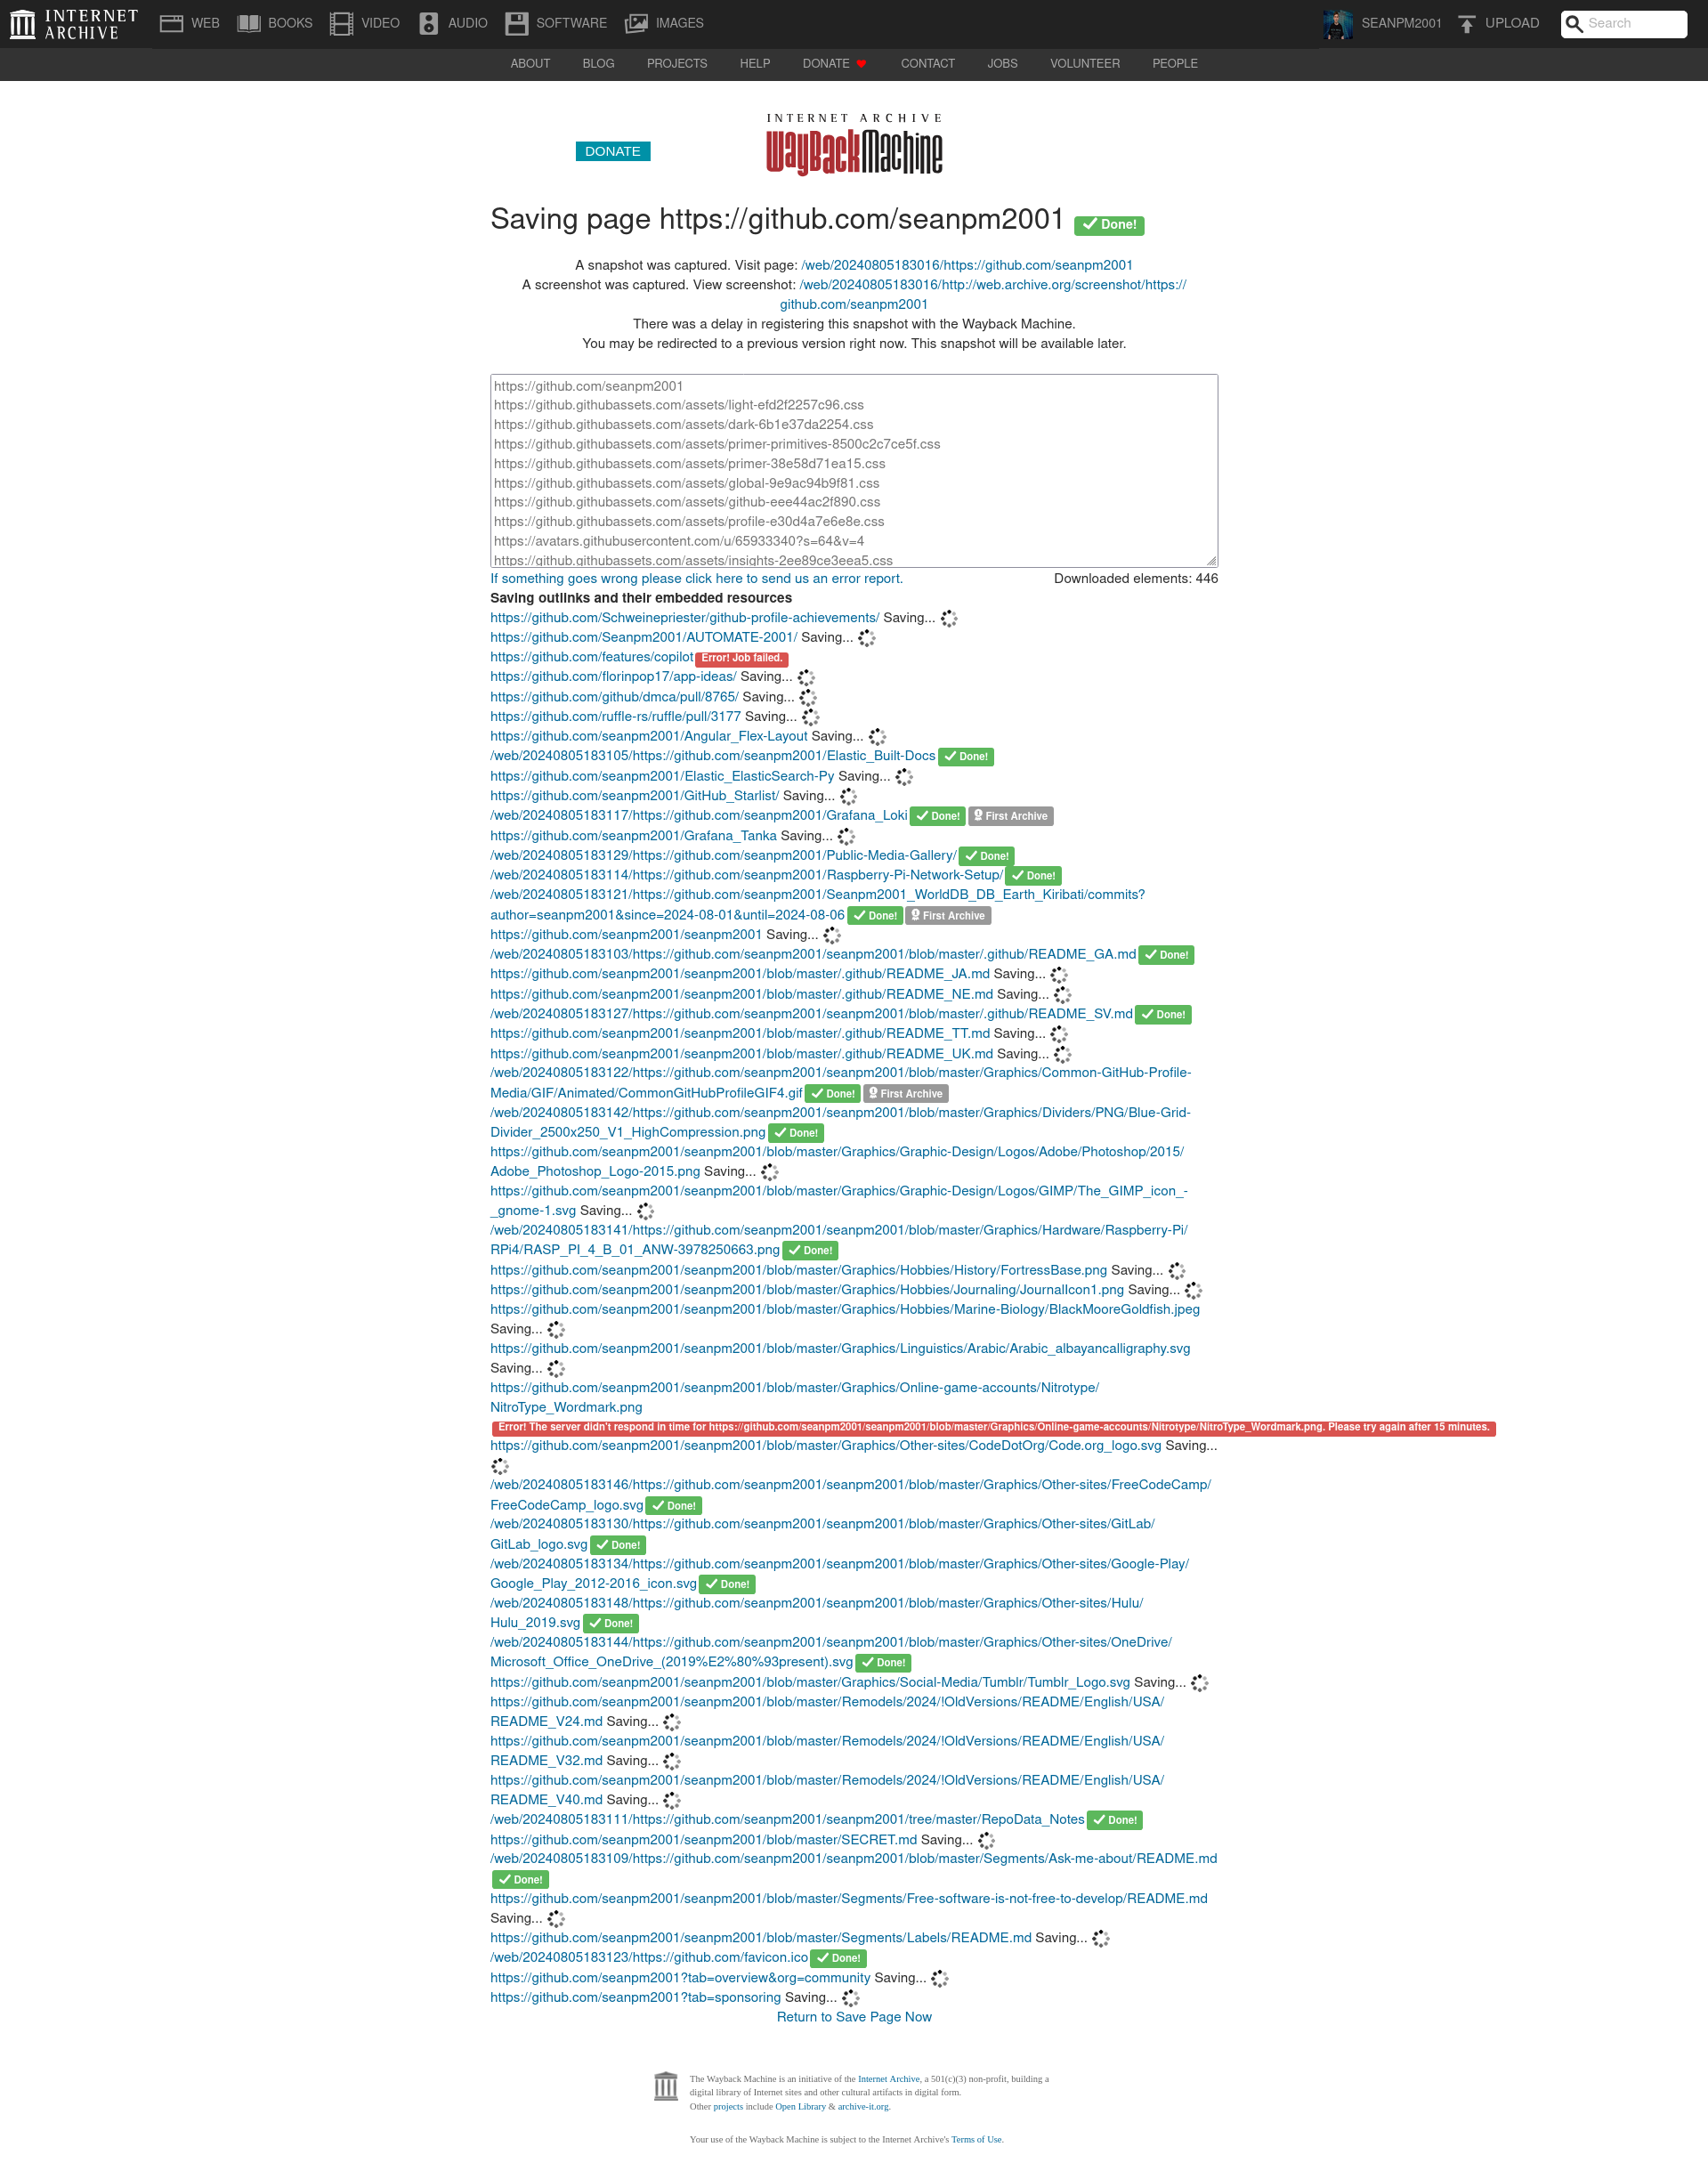 INTERNET ARCHIVE
WEB BOOKS VIDEO AUDIO SOFTWARE IMAGES SEANPM2001 UPLOAD Search
ABOUT BLOG PROJECTS HELP DONATE CONTACT JOBS VOLUNTEER PEOPLE
DONATE
INTERNET ARCHIVE
WayBackMachine
Saving page https://github.com/seanpm2001 Done!
A snapshot was captured. Visit page: /web/20240805183016/https://github.com/seanpm2001
A screenshot was captured. View screenshot: /web/20240805183016/http://web.archive.org/screenshot/https://
github.com/seanpm2001
There was a delay in registering this snapshot with the Wayback Machine.
You may be redirected to a previous version right now. This snapshot will be available later.
https://github.com/seanpm2001
https://github.githubassets.com/assets/light-efd2f2257c96.css
https://github.githubassets.com/assets/dark-6b1e37da2254.css
https://github.githubassets.com/assets/primer-primitives-8500c2c7ce5f.css
https://github.githubassets.com/assets/primer-38e58d71ea15.css
https://github.githubassets.com/assets/global-9e9ac94b9f81.css
https://github.githubassets.com/assets/github-eee44ac2f890.css
https://github.githubassets.com/assets/profile-e30d4a7e6e8e.css
https://avatars.githubusercontent.com/u/65933340?s=64&v=4
https://github.githubassets.com/assets/insights-2ee89ce3eea5.css
If something goes wrong please click here to send us an error report. Downloaded elements: 446
Saving outlinks and their embedded resources
https://github.com/Schweinepriester/github-profile-achievements/ Saving...
https://github.com/Seanpm2001/AUTOMATE-2001/ Saving...
https://github.com/features/copilot Error! Job failed.
https://github.com/florinpop17/app-ideas/ Saving...
https://github.com/github/dmca/pull/8765/ Saving...
https://github.com/ruffle-rs/ruffle/pull/3177 Saving...
https://github.com/seanpm2001/Angular_Flex-Layout Saving...
/web/20240805183105/https://github.com/seanpm2001/Elastic_Built-Docs Done!
https://github.com/seanpm2001/Elastic_ElasticSearch-Py Saving...
https://github.com/seanpm2001/GitHub_Starlist/ Saving...
/web/20240805183117/https://github.com/seanpm2001/Grafana_Loki Done! First Archive
https://github.com/seanpm2001/Grafana_Tanka Saving...
/web/20240805183129/https://github.com/seanpm2001/Public-Media-Gallery/ Done!
/web/20240805183114/https://github.com/seanpm2001/Raspberry-Pi-Network-Setup/ Done!
/web/20240805183121/https://github.com/seanpm2001/Seanpm2001_WorldDB_DB_Earth_Kiribati/commits?
author=seanpm2001&since=2024-08-01&until=2024-08-06 Done! First Archive
https://github.com/seanpm2001/seanpm2001 Saving...
/web/20240805183103/https://github.com/seanpm2001/seanpm2001/blob/master/.github/README_GA.md Done!
https://github.com/seanpm2001/seanpm2001/blob/master/.github/README_JA.md Saving...
https://github.com/seanpm2001/seanpm2001/blob/master/.github/README_NE.md Saving...
/web/20240805183127/https://github.com/seanpm2001/seanpm2001/blob/master/.github/README_SV.md Done!
https://github.com/seanpm2001/seanpm2001/blob/master/.github/README_TT.md Saving...
https://github.com/seanpm2001/seanpm2001/blob/master/.github/README_UK.md Saving...
/web/20240805183122/https://github.com/seanpm2001/seanpm2001/blob/master/Graphics/Common-GitHub-Profile-
Media/GIF/Animated/CommonGitHubProfileGIF4.gif Done! First Archive
/web/20240805183142/https://github.com/seanpm2001/seanpm2001/blob/master/Graphics/Dividers/PNG/Blue-Grid-
Divider_2500x250_V1_HighCompression.png Done!
https://github.com/seanpm2001/seanpm2001/blob/master/Graphics/Graphic-Design/Logos/Adobe/Photoshop/2015/
Adobe_Photoshop_Logo-2015.png Saving...
https://github.com/seanpm2001/seanpm2001/blob/master/Graphics/Graphic-Design/Logos/GIMP/The_GIMP_icon_-
_gnome-1.svg Saving...
/web/20240805183141/https://github.com/seanpm2001/seanpm2001/blob/master/Graphics/Hardware/Raspberry-Pi/
RPi4/RASP_PI_4_B_01_ANW-3978250663.png Done!
https://github.com/seanpm2001/seanpm2001/blob/master/Graphics/Hobbies/History/FortressBase.png Saving...
https://github.com/seanpm2001/seanpm2001/blob/master/Graphics/Hobbies/Journaling/JournalIcon1.png Saving...
https://github.com/seanpm2001/seanpm2001/blob/master/Graphics/Hobbies/Marine-Biology/BlackMooreGoldfish.jpeg
Saving...
https://github.com/seanpm2001/seanpm2001/blob/master/Graphics/Linguistics/Arabic/Arabic_albayancalligraphy.svg
Saving...
https://github.com/seanpm2001/seanpm2001/blob/master/Graphics/Online-game-accounts/Nitrotype/
NitroType_Wordmark.png
Error! The server didn't respond in time for https://github.com/seanpm2001/seanpm2001/blob/master/Graphics/Online-game-accounts/Nitrotype/NitroType_Wordmark.png. Please try again after 15 minutes.
https://github.com/seanpm2001/seanpm2001/blob/master/Graphics/Other-sites/CodeDotOrg/Code.org_logo.svg Saving...
/web/20240805183146/https://github.com/seanpm2001/seanpm2001/blob/master/Graphics/Other-sites/FreeCodeCamp/
FreeCodeCamp_logo.svg Done!
/web/20240805183130/https://github.com/seanpm2001/seanpm2001/blob/master/Graphics/Other-sites/GitLab/
GitLab_logo.svg Done!
/web/20240805183134/https://github.com/seanpm2001/seanpm2001/blob/master/Graphics/Other-sites/Google-Play/
Google_Play_2012-2016_icon.svg Done!
/web/20240805183148/https://github.com/seanpm2001/seanpm2001/blob/master/Graphics/Other-sites/Hulu/
Hulu_2019.svg Done!
/web/20240805183144/https://github.com/seanpm2001/seanpm2001/blob/master/Graphics/Other-sites/OneDrive/
Microsoft_Office_OneDrive_(2019%E2%80%93present).svg Done!
https://github.com/seanpm2001/seanpm2001/blob/master/Graphics/Social-Media/Tumblr/Tumblr_Logo.svg Saving...
https://github.com/seanpm2001/seanpm2001/blob/master/Remodels/2024/!OldVersions/README/English/USA/
README_V24.md Saving...
https://github.com/seanpm2001/seanpm2001/blob/master/Remodels/2024/!OldVersions/README/English/USA/
README_V32.md Saving...
https://github.com/seanpm2001/seanpm2001/blob/master/Remodels/2024/!OldVersions/README/English/USA/
README_V40.md Saving...
/web/20240805183111/https://github.com/seanpm2001/seanpm2001/tree/master/RepoData_Notes Done!
https://github.com/seanpm2001/seanpm2001/blob/master/SECRET.md Saving...
/web/20240805183109/https://github.com/seanpm2001/seanpm2001/blob/master/Segments/Ask-me-about/README.md
Done!
https://github.com/seanpm2001/seanpm2001/blob/master/Segments/Free-software-is-not-free-to-develop/README.md
Saving...
https://github.com/seanpm2001/seanpm2001/blob/master/Segments/Labels/README.md Saving...
/web/20240805183123/https://github.com/favicon.ico Done!
https://github.com/seanpm2001?tab=overview&org=community Saving...
https://github.com/seanpm2001?tab=sponsoring Saving...
Return to Save Page Now
The Wayback Machine is an initiative of the Internet Archive, a 501(c)(3) non-profit, building a
digital library of Internet sites and other cultural artifacts in digital form.
Other projects include Open Library & archive-it.org.
Your use of the Wayback Machine is subject to the Internet Archive's Terms of Use.